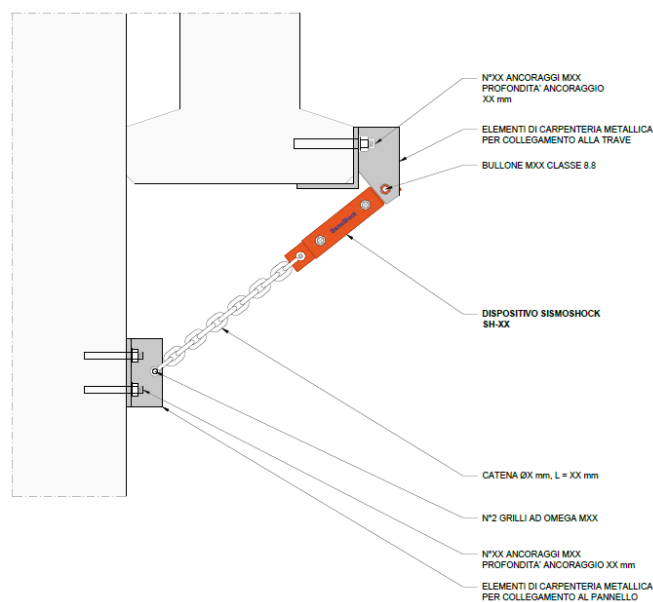 N°XX ANCORAGGI MXX
PROFONDITA' ANCORAGGIO
XX mm
ELEMENTI DI CARPENTERIA METALLICA
PER COLLEGAMENTO ALLA TRAVE
BULLONE MXX CLASSE 8.8
SismoShock
DISPOSITIVO SISMOSHOCK
SH-XX
CATENA ØX mm, L = XX mm
N°2 GRILLI AD OMEGA MXX
N°XX ANCORAGGI MXX
PROFONDITA' ANCORAGGIO XX mm
ELEMENTI DI CARPENTERIA METALLICA
PER COLLEGAMENTO AL PANNELLO